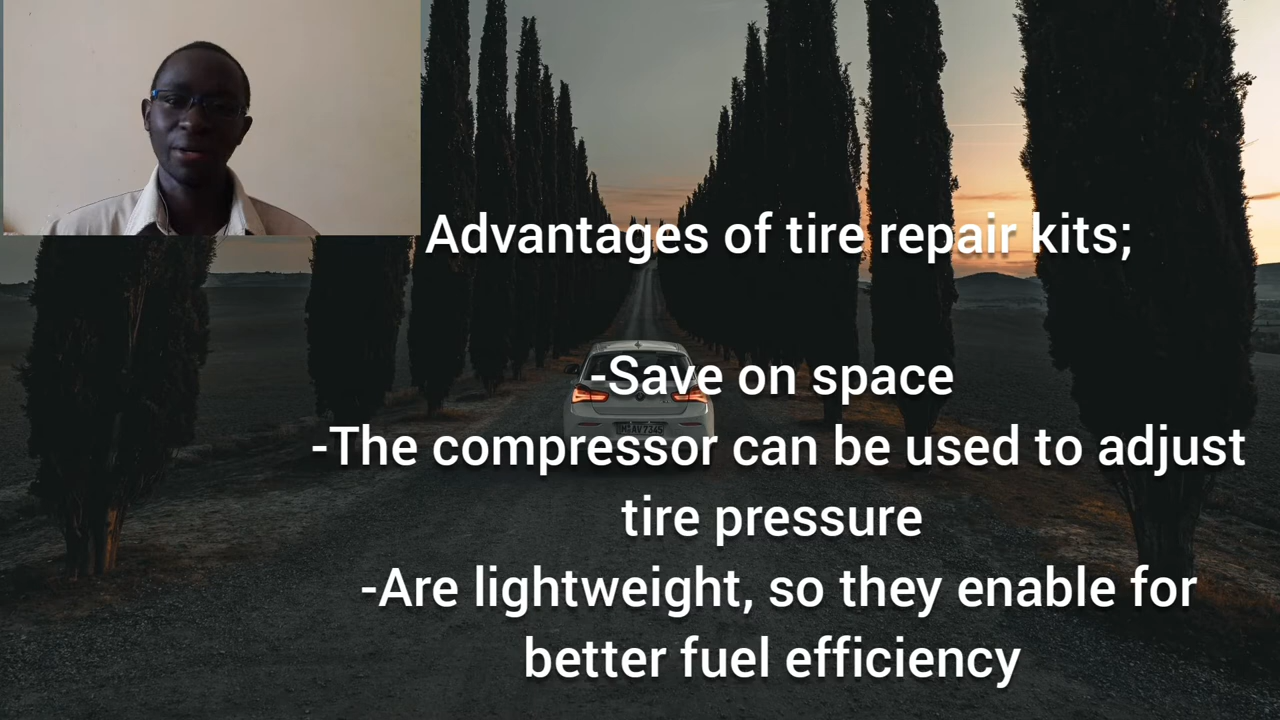 Advantages of tire repair kits;
-Save on space
-The compressor can be used to adjust
tire pressure
-Are lightweight, so they enable for
better fuel efficiency